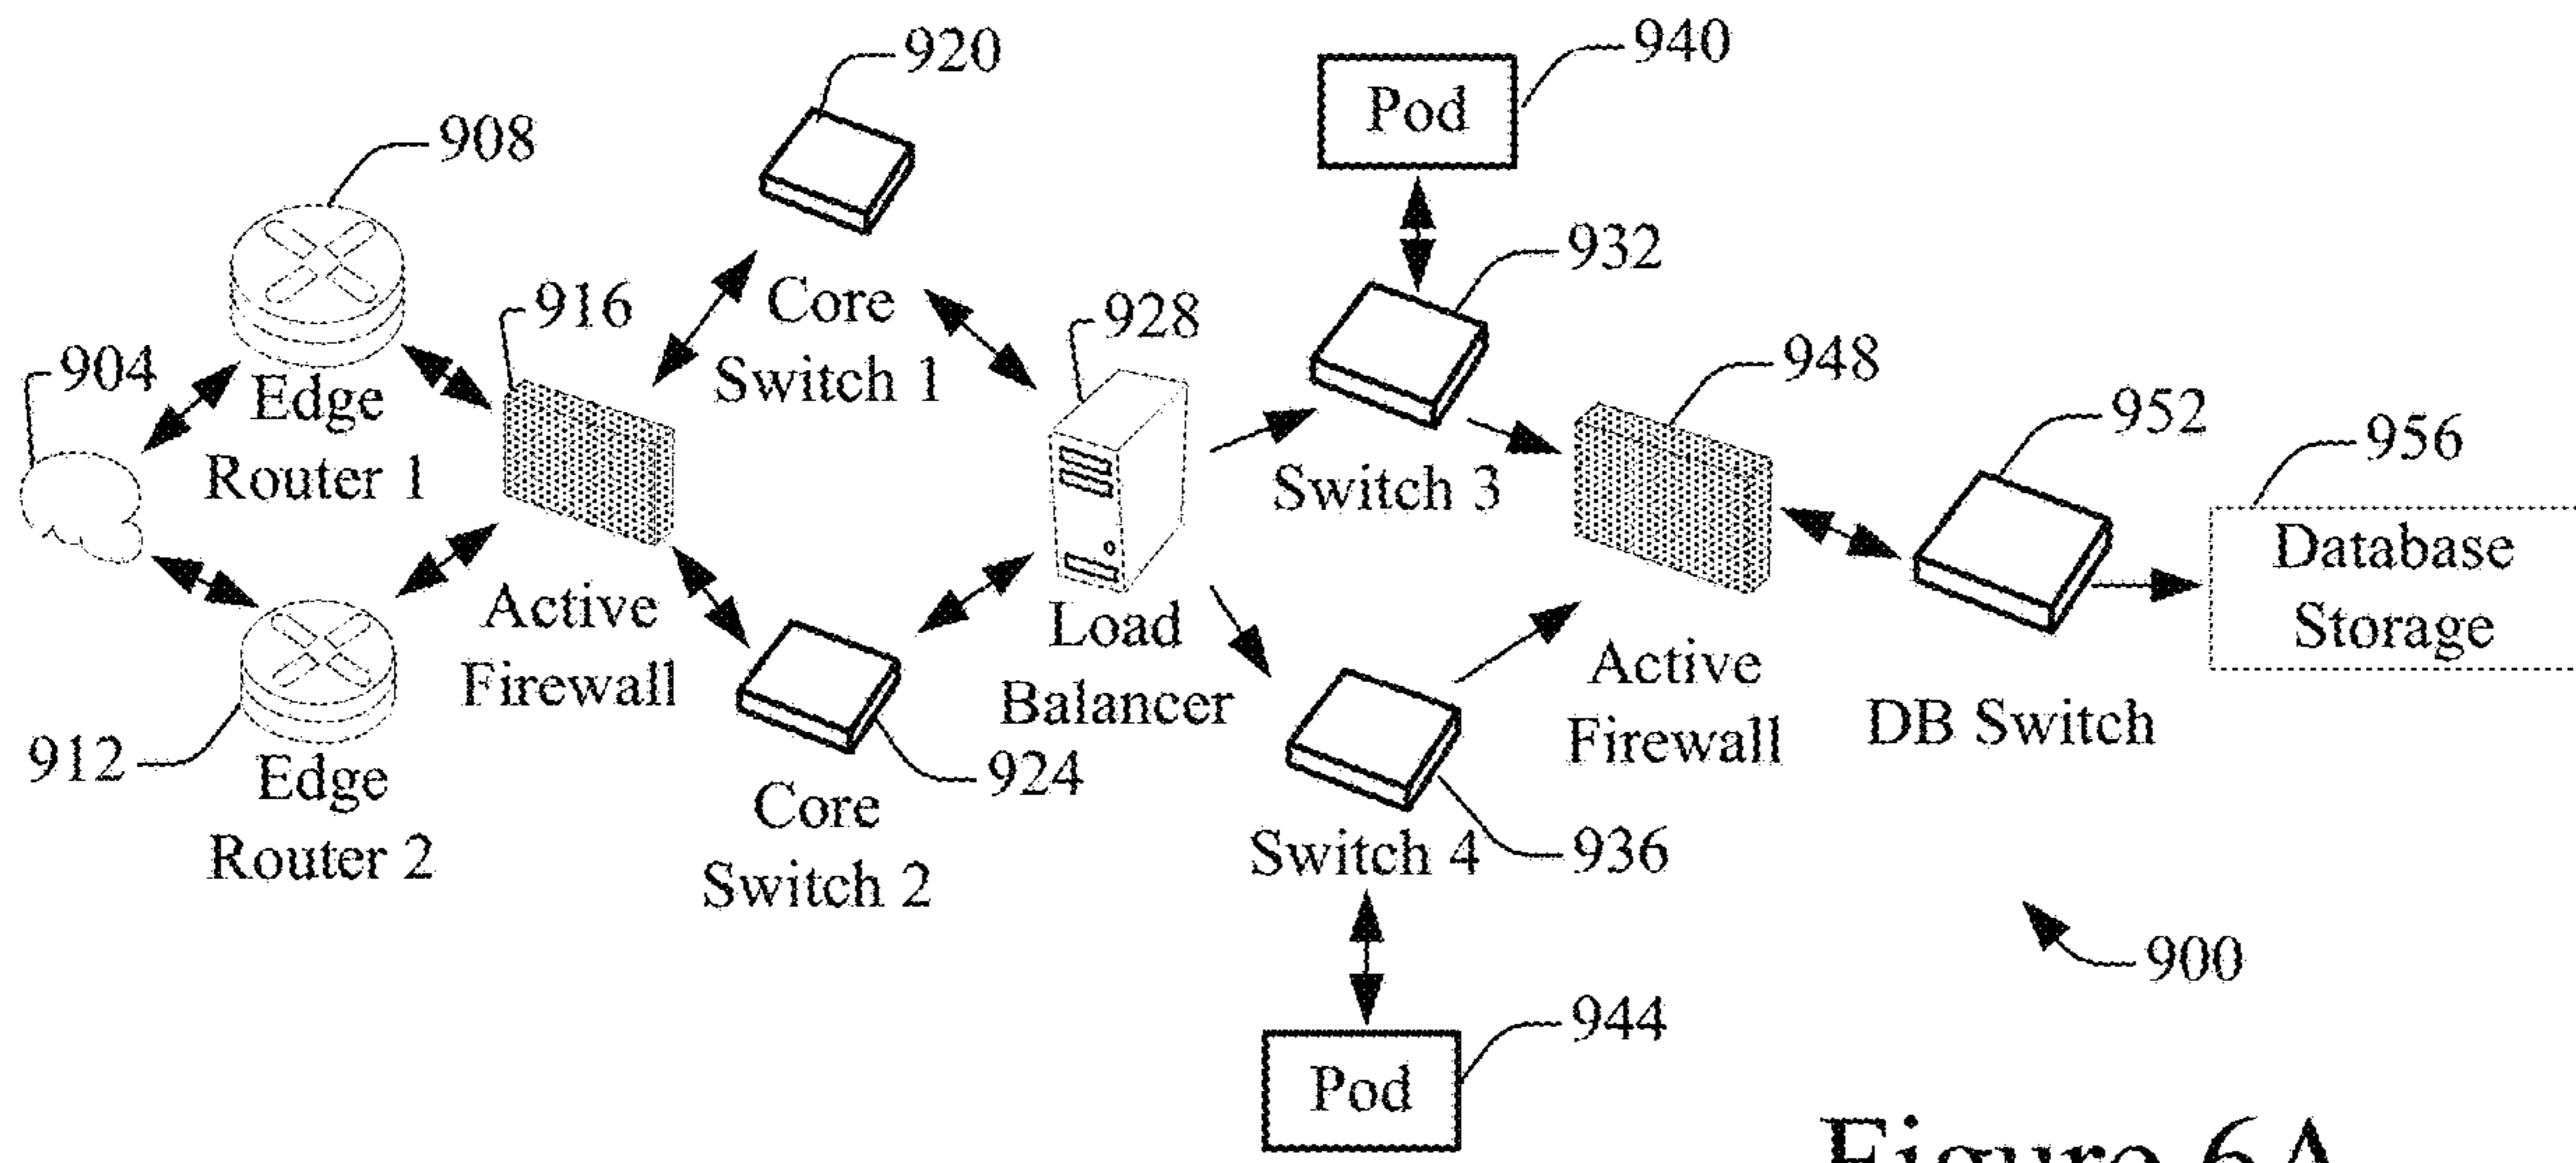 920
940
Pod
908
932
916
Core
Switch 1
928
948
904
Edge
Router 1
952
956
Switch 3
Database
Storage
Active
Firewall
Load
Balancer
Active
Firewall
DB Switch
912
Edge
Router 2
924
Core
Switch 2
Switch 4
936
900
944
Pod
Figure 6A